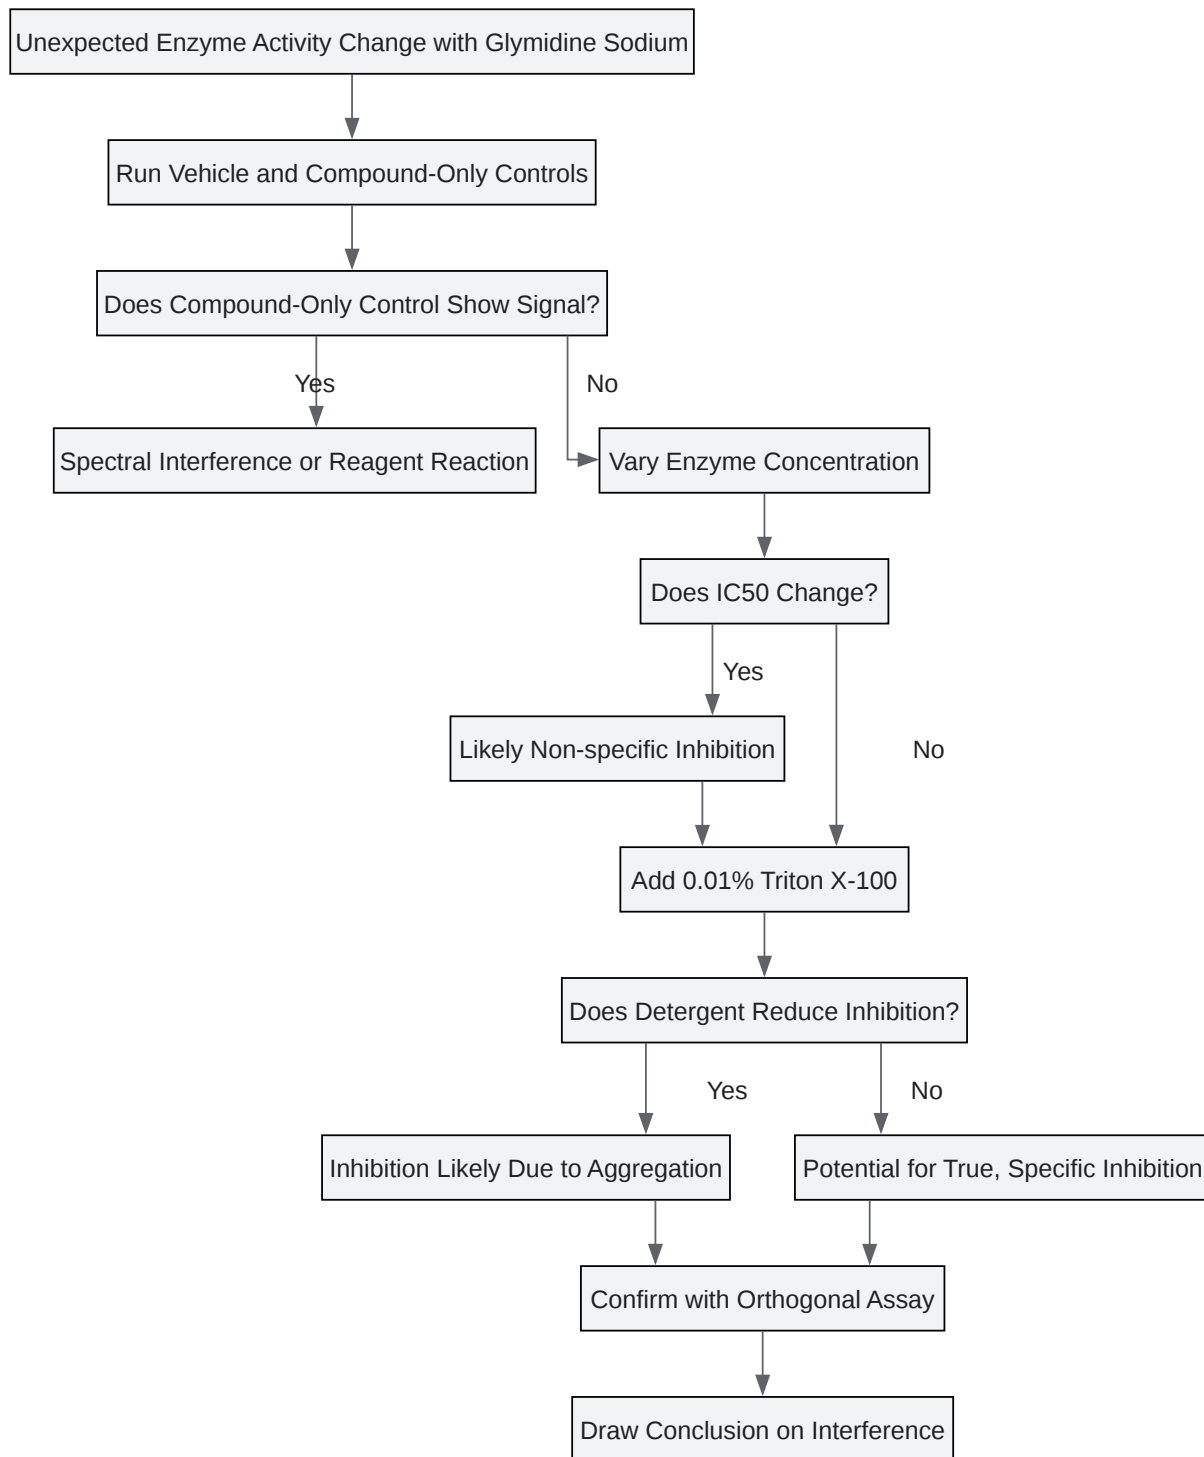 Unexpected Enzyme Activity Change with Glymidine Sodium
Run Vehicle and Compound-Only Controls
Does Compound-Only Control Show Signal?
Yes
No
Spectral Interference or Reagent Reaction
Vary Enzyme Concentration
Does IC50 Change?
Yes
Likely Non-specific Inhibition
No
Add 0.01% Triton X-100
Does Detergent Reduce Inhibition?
Yes
No
Inhibition Likely Due to Aggregation
Potential for True, Specific Inhibition
Confirm with Orthogonal Assay
Draw Conclusion on Interference